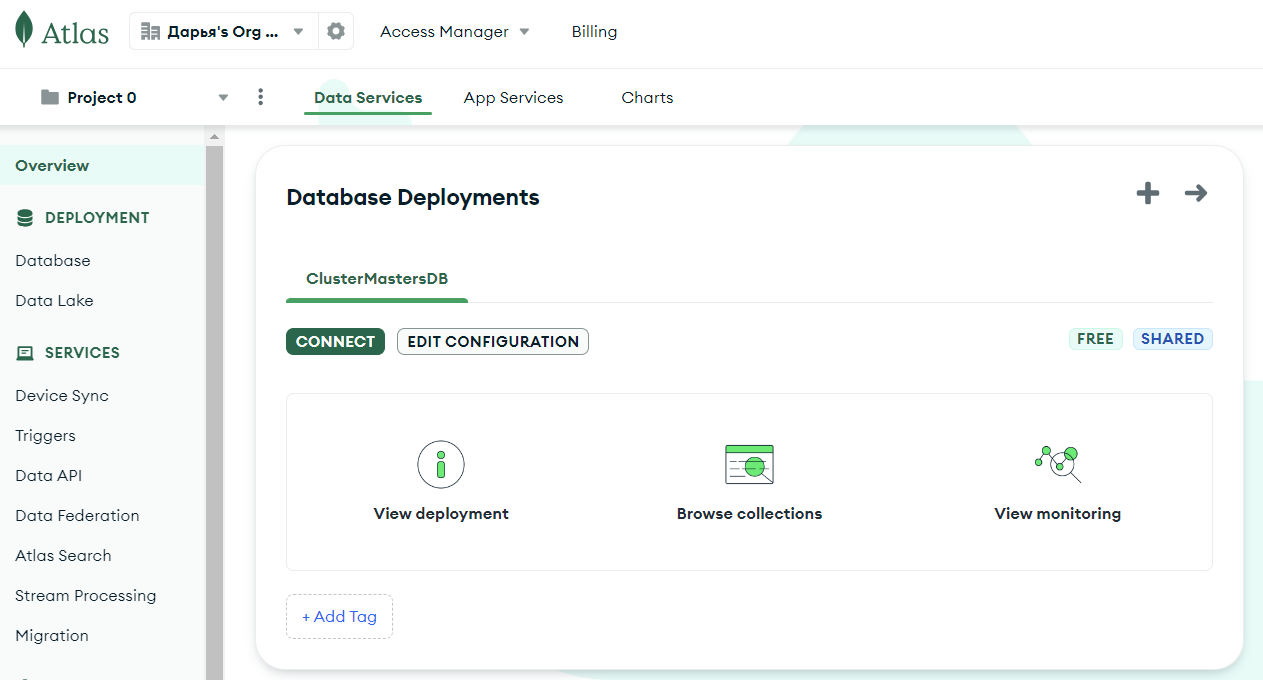 Atlas Дарья's Org ... Access Manager Billing
Project 0 Data Services App Services Charts
Overview
DEPLOYMENT
Database
Data Lake
SERVICES
Device Sync
Triggers
Data API
Data Federation
Atlas Search
Stream Processing
Migration
Database Deployments
ClusterMastersDB
CONNECT EDIT CONFIGURATION FREE SHARED
View deployment Browse collections View monitoring
+ Add Tag